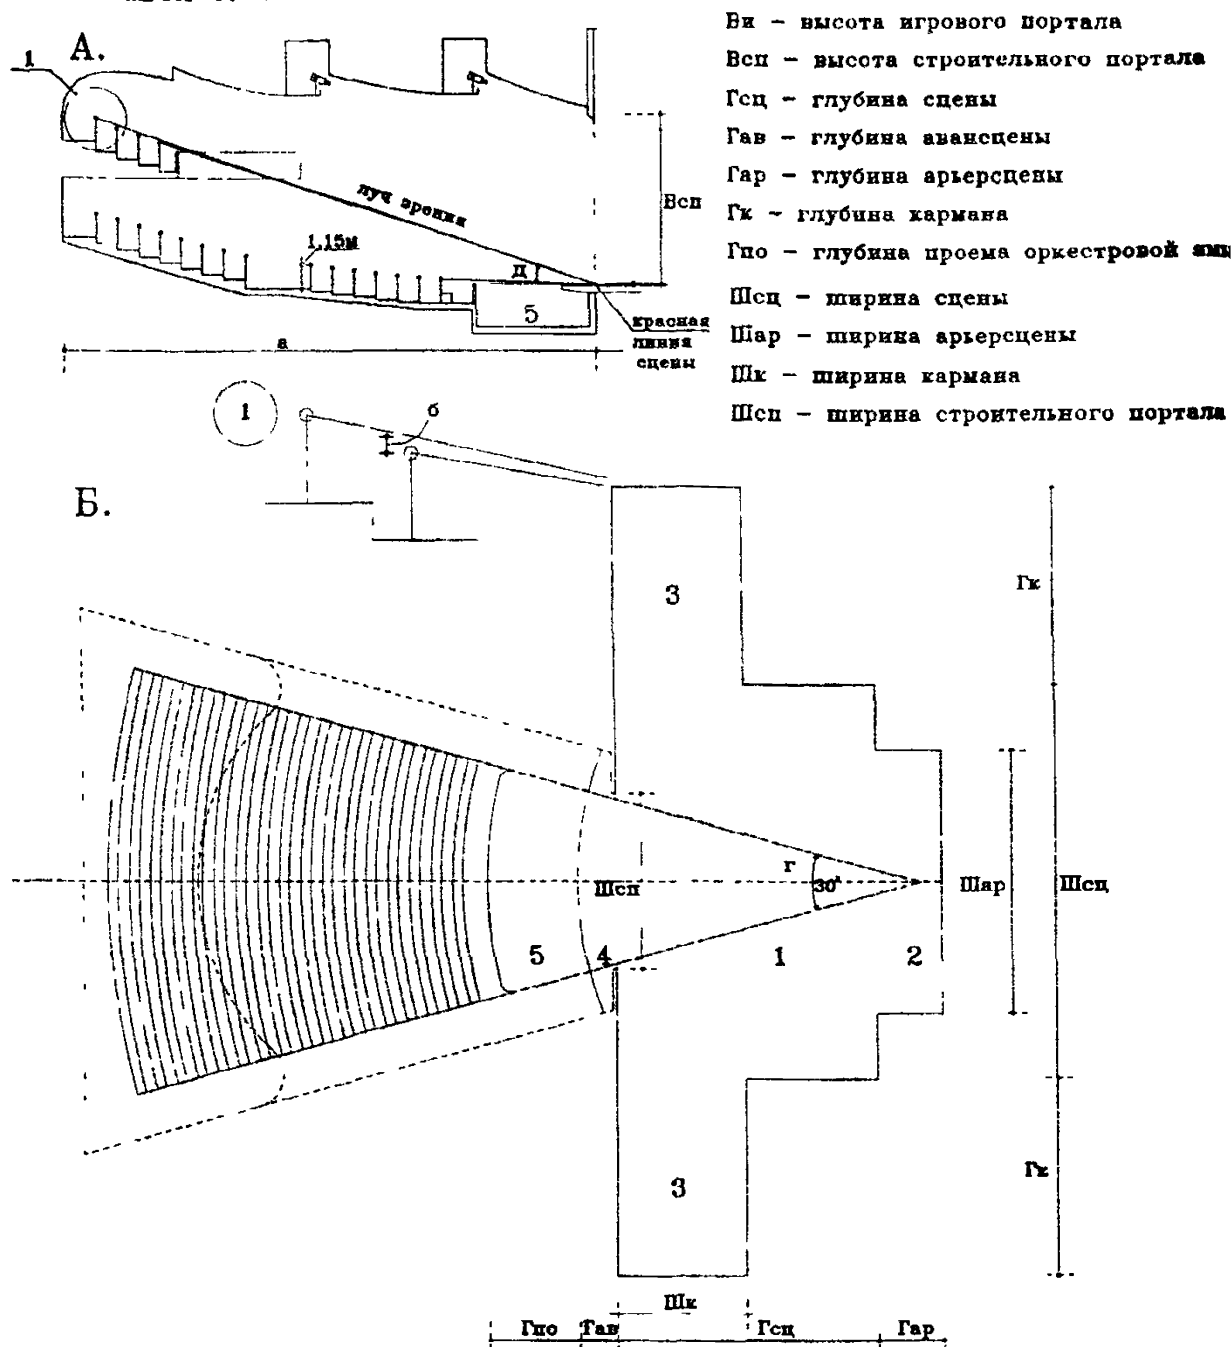 А.
1
Ви – высота игрового портала
Всп – высота строительного портала
Гсц – глубина сцены
Гав – глубина авансцены
Гар – глубина арьерсцены
Гк – глубина кармана
Гпо – глубина проема оркестровой ямы
Шсц – ширина сцены
Шар – ширина арьерсцены
Шк – ширина кармана
Шсп – ширина строительного портала
луч зрения
Всп
1.15м
Д
5
красная
линия
сцены
а
1
б
Б.
3
Гк
г
30°
Шсп
Шар
Шсц
5
4
1
2
3
Гк
Шк
Гпо
Гав
Гсц
Гар